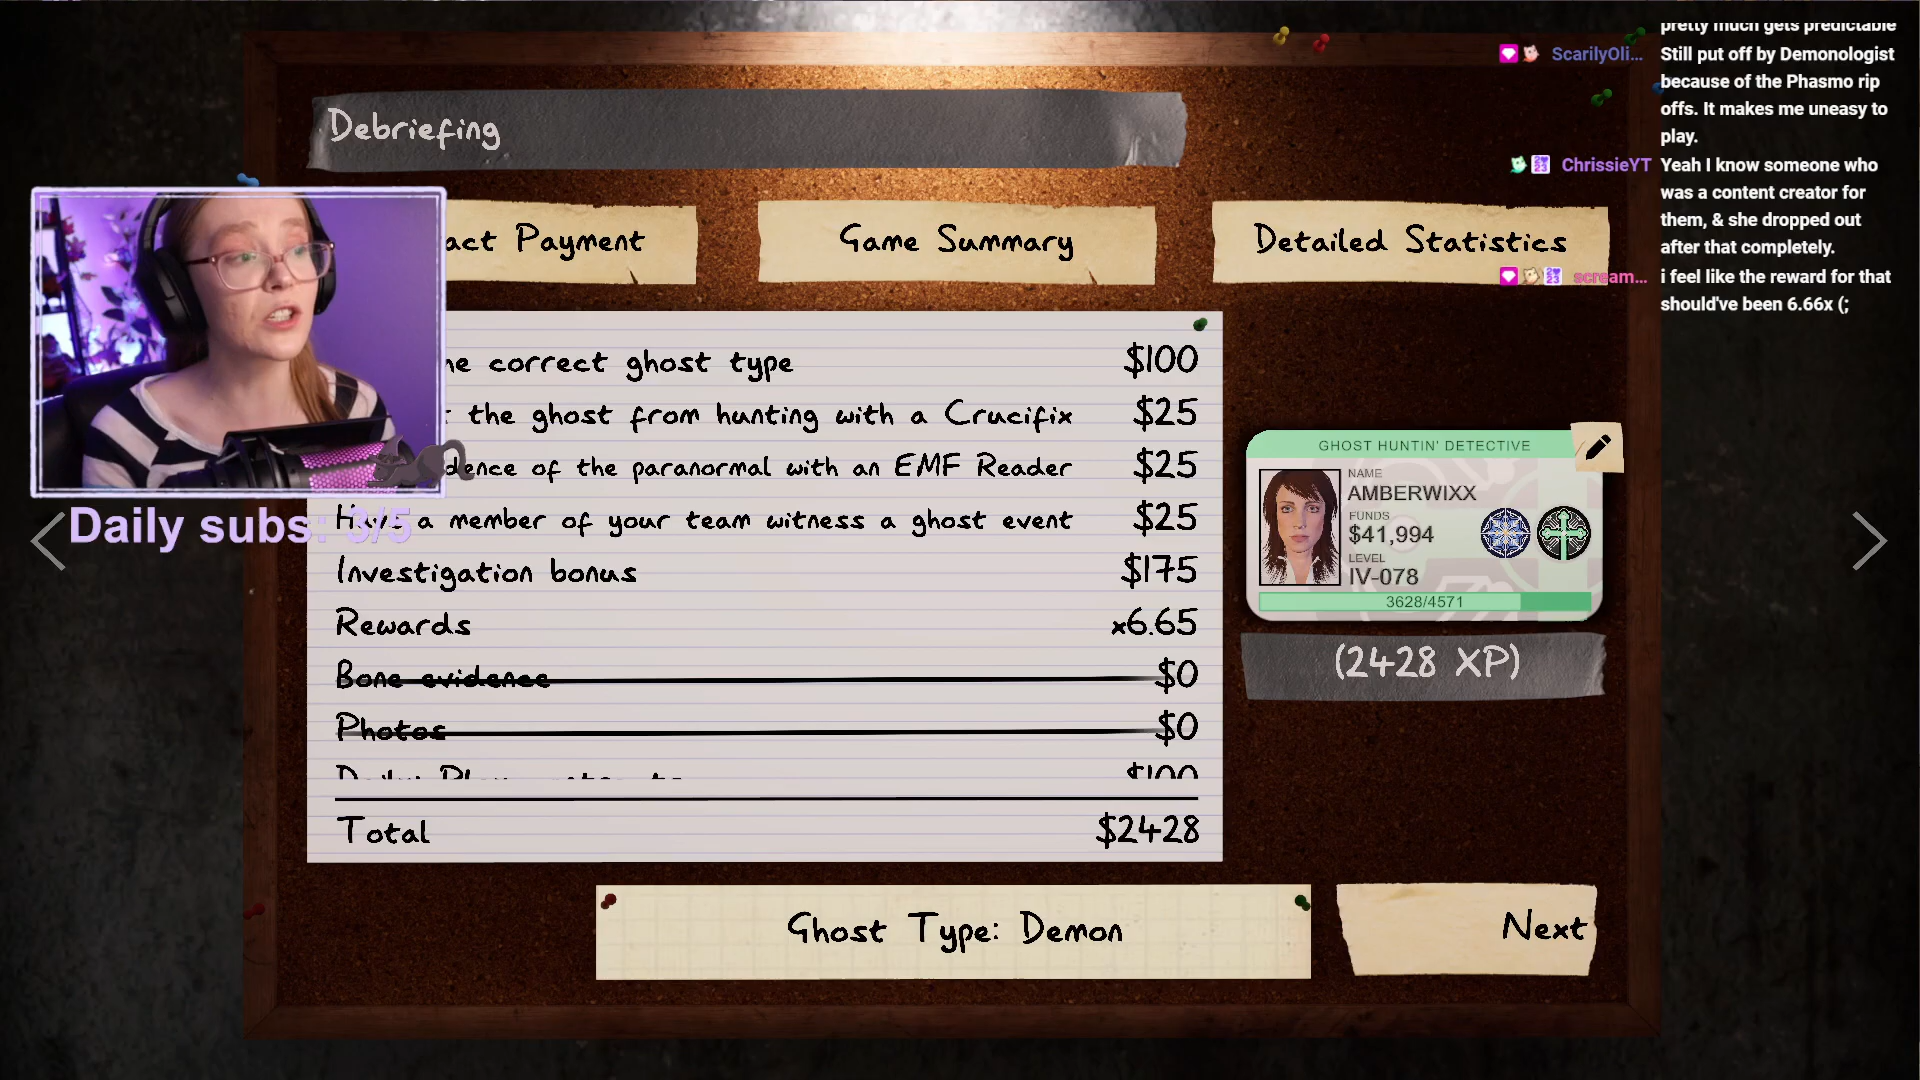 pretty much gets predictable
ScarilyOli... Still put off by Demonologist
because of the Phasmo rip
offs. It makes me uneasy to
play.
ChrissieYT Yeah I know someone who
was a content creator for
them, & she dropped out
after that completely.
scream... i feel like the reward for that
should've been 6.66x (;
Debriefing
act Payment
Game Summary
Detailed Statistics
correct ghost type $100
the ghost from hunting with a Crucifix $25
of the paranormal with an EMF Reader $25
Have a member of your team witness a ghost event $25
Investigation bonus $175
Rewards x6.65
Bone evidence $0
Photos $0
$100
Total $2428
Daily subs: 3/5
GHOST HUNTIN' DETECTIVE
NAME
AMBERWIXX
FUNDS
$41,994
LEVEL
IV-078
3628/4571
(2428 XP)
Ghost Type: Demon
Next